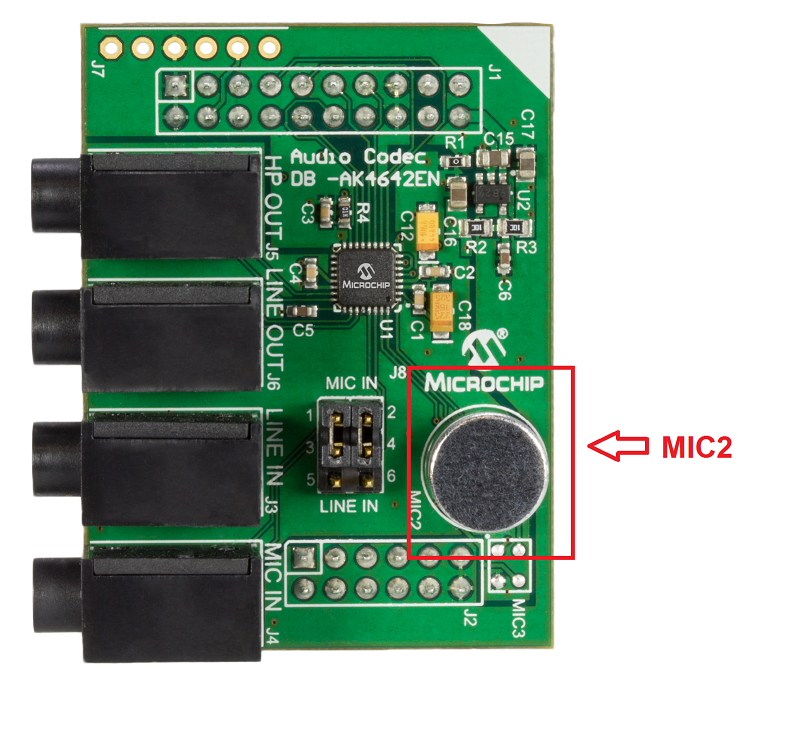 J7
J1
Audio Codec
DB -AK4642EN
R1
C15
C17
U2
HP OUT
J5
C3
R4
C12
C16
R2
R3
C4
MICROCHIP
C2
C6
C5
U1
C1
C18
LINE OUT
J6
®
MICROCHIP
J8
MIC IN
1
2
3
4
5
6
LINE IN
LINE IN
J3
MIC2
MIC2
MIC IN
J4
J2
MIC3